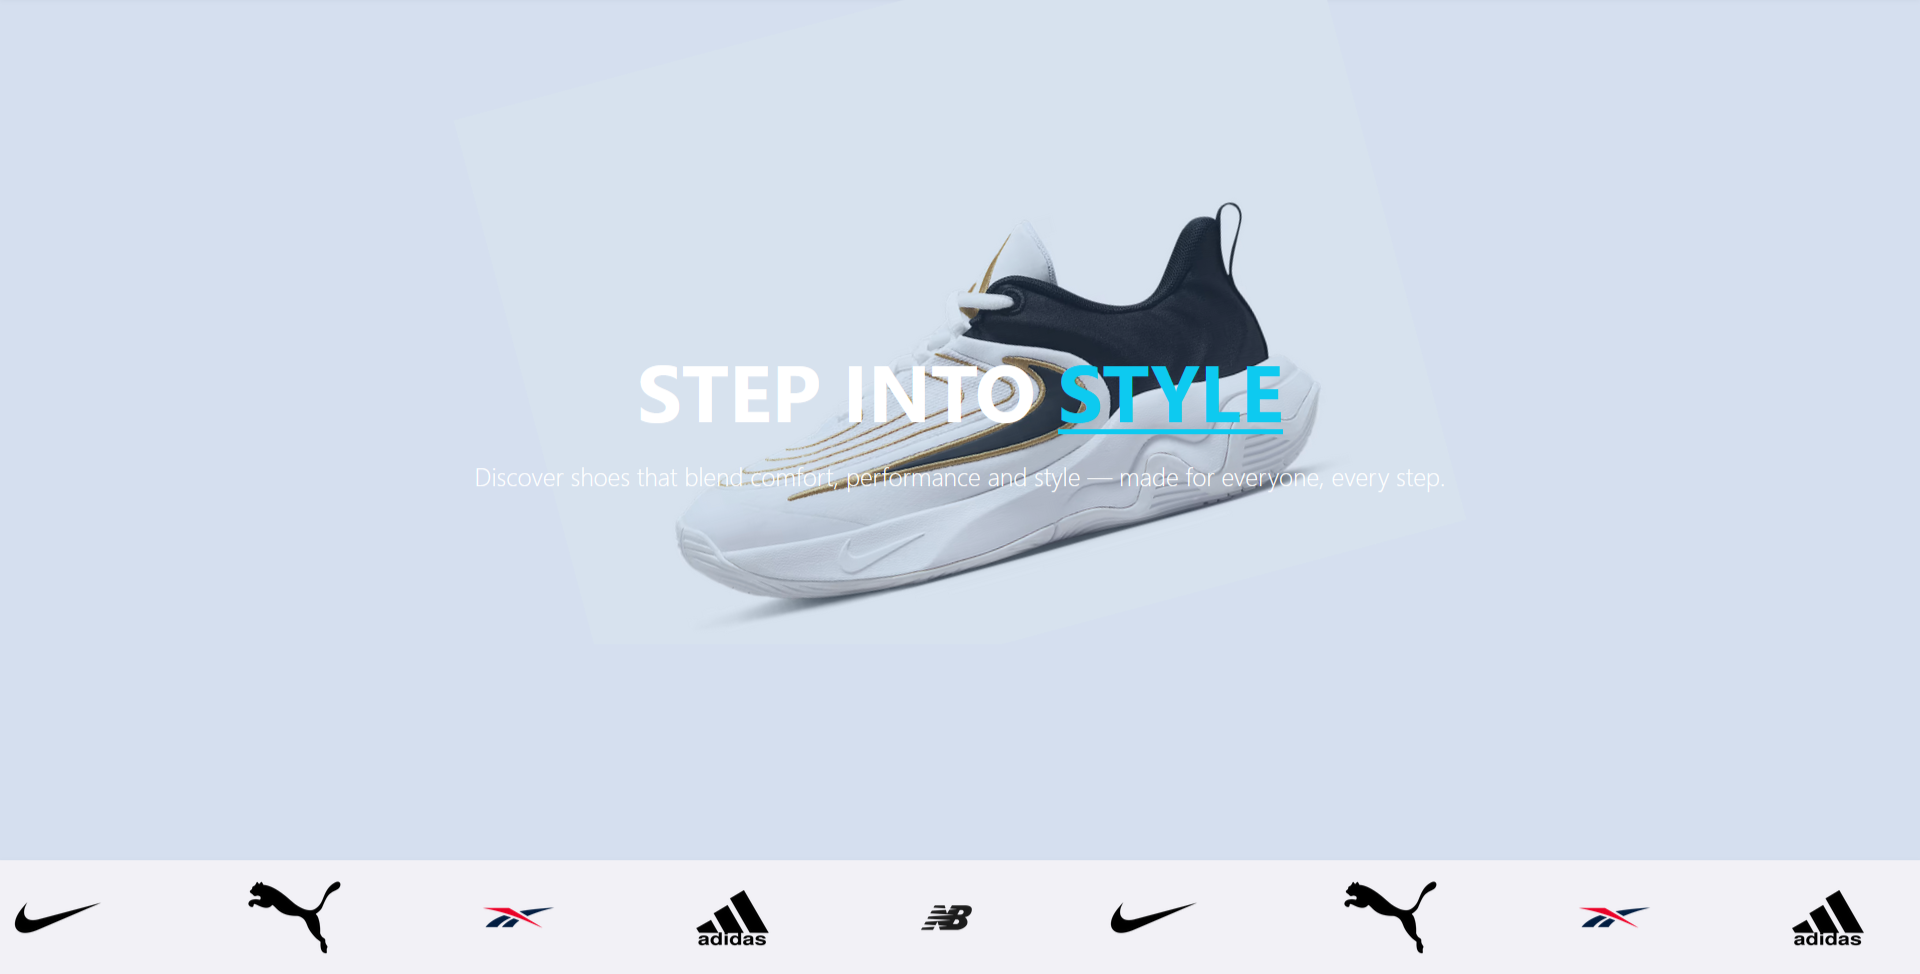 STEP INTO STYLE
Discover shoes that blend comfort, performance and style — made for everyone, every step.
adidas
NB
adidas